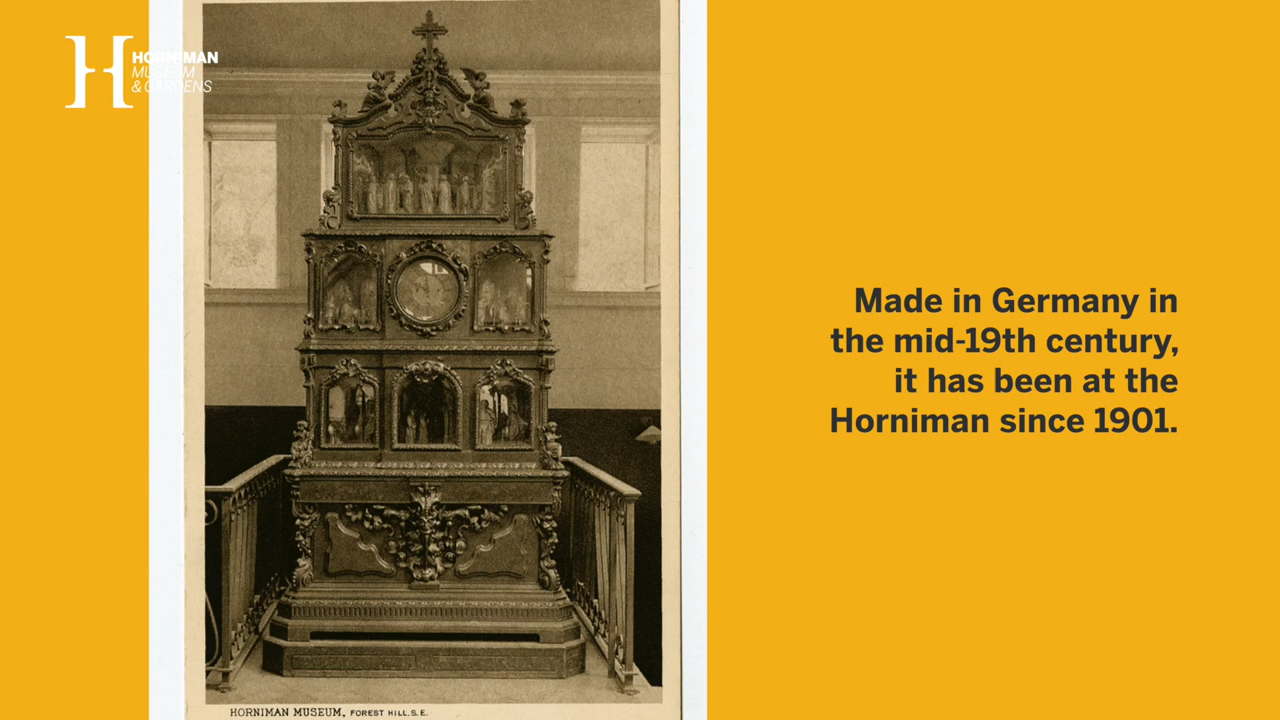 HORNIMAN
MUSEUM
& GARDENS
Made in Germany in
the mid-19th century,
it has been at the
Horniman since 1901.
HORNIMAN MUSEUM, FOREST HILL, S.E.